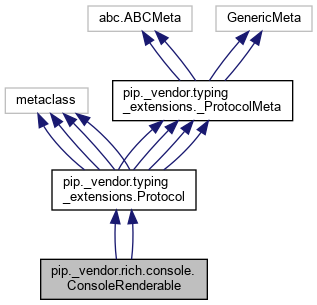 abc.ABCMeta
GenericMeta
metaclass
pip._vendor.typing
_extensions._ProtocolMeta
pip._vendor.typing
_extensions.Protocol
pip._vendor.rich.console.
ConsoleRenderable